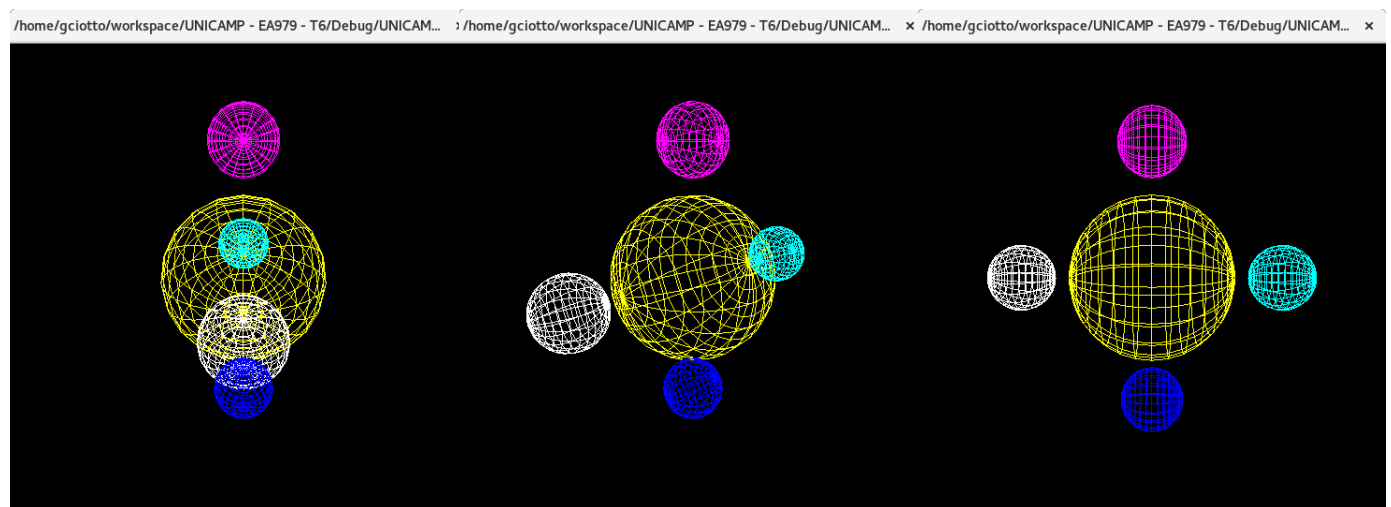 /home/gciotto/workspace/UNICAMP - EA979 - T6/Debug/UNICAM...
/home/gciotto/workspace/UNICAMP - EA979 - T6/Debug/UNICAM... ×
/home/gciotto/workspace/UNICAMP - EA979 - T6/Debug/UNICAM... ×